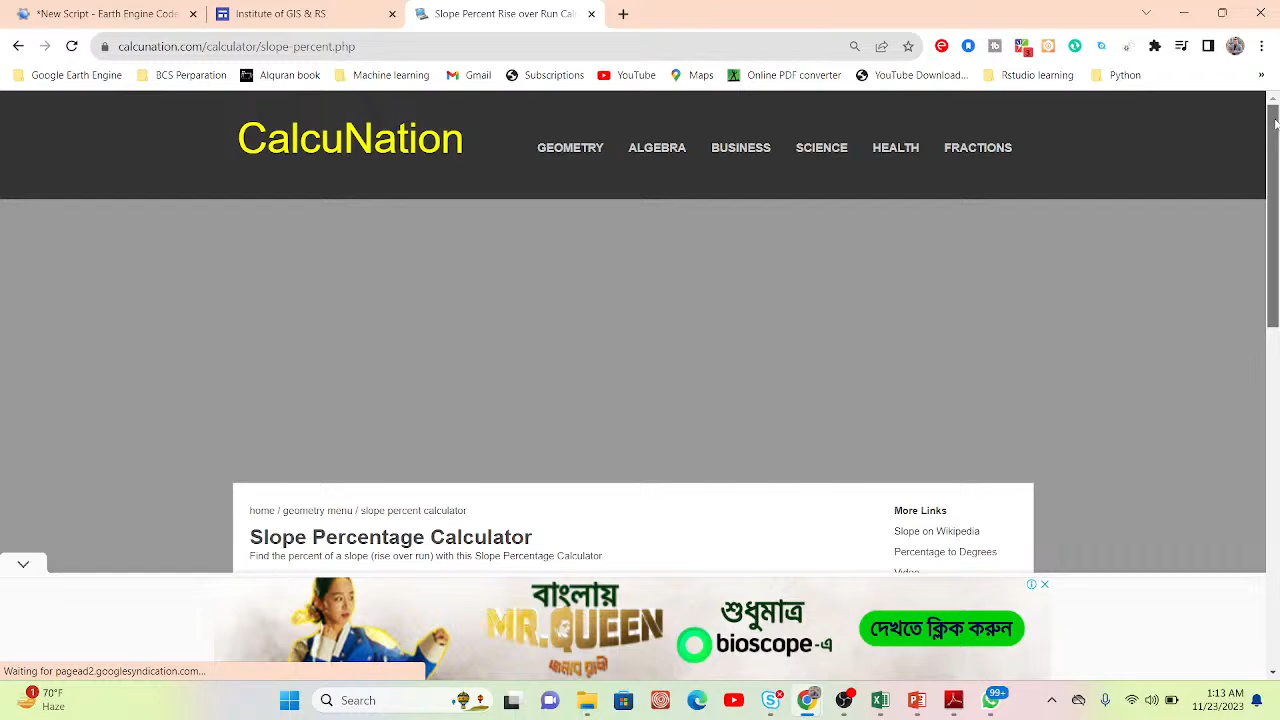 *New Script - Earth Engine Code
Institute of GIS & RS
Slope Percent Rise over Run Calc
calcunation.com/calculator/slope-percent.php
Google Earth Engine
BCS Perparation
Alquran book
Machine learning
Gmail
Subscriptions
YouTube
Maps
Online PDF converter
YouTube Download...
Rstudio learning
Python
»
CalcuNation
GEOMETRY
ALGEBRA
BUSINESS
SCIENCE
HEALTH
FRACTIONS
home / geometry menu / slope percent calculator
Slope Percentage Calculator
Find the percent of a slope (rise over run) with this Slope Percentage Calculator.
More Links
Slope on Wikipedia
Percentage to Degrees
Video
বাংলায়
MR.QUEEN
শুধুমাত্র
bioscope-এ
দেখতে ক্লিক করুন
Waiting for pagead2.googlesyndication.com...
1
70°F
Haze
Search
99+
1:13 AM
11/23/2023